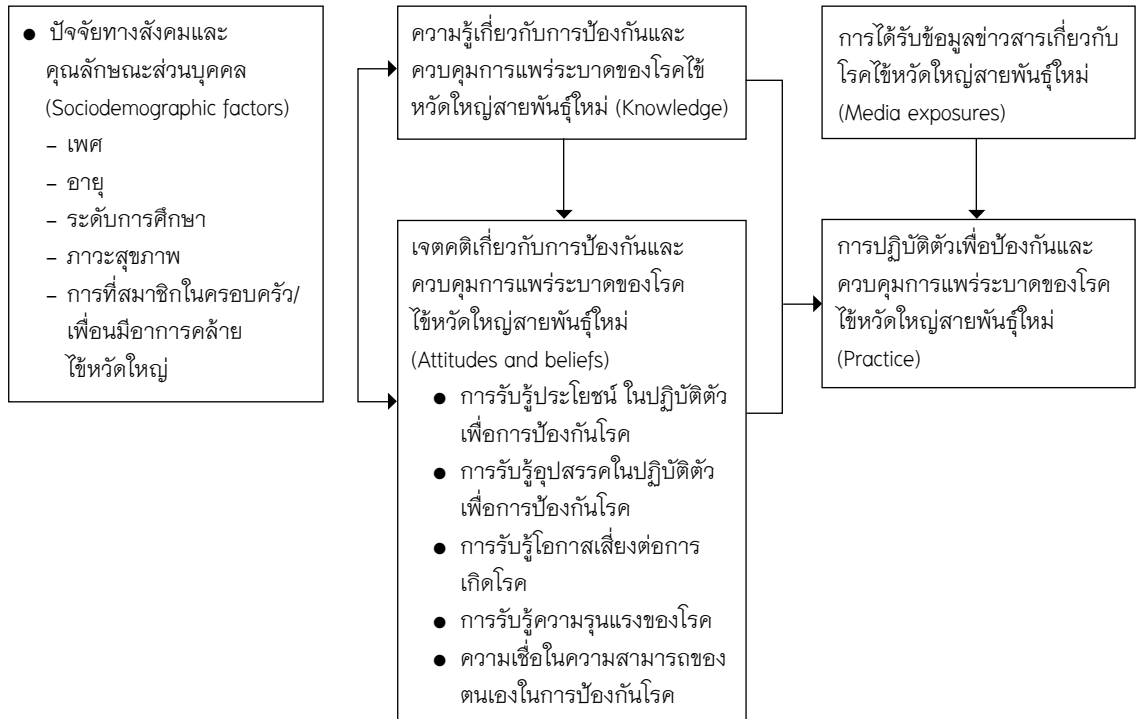 ● ปัจจัยทางสังคมและ
คุณลักษณะส่วนบุคคล
(Sociodemographic factors)
– เพศ
– อายุ
– ระดับการศึกษา
– ภาวะสุขภาพ
– การที่สมาชิกในครอบครัว/
เพื่อนมีอาการคล้าย
ไข้หวัดใหญ่
ความรู้เกี่ยวกับการป้องกันและ
ควบคุมการแพร่ระบาดของโรคไข้
หวัดใหญ่สายพันธุ์ใหม่ (Knowledge)
เจตคติเกี่ยวกับการป้องกันและ
ควบคุมการแพร่ระบาดของโรค
ไข้หวัดใหญ่สายพันธุ์ใหม่
(Attitudes and beliefs)
● การรับรู้ประโยชน์ ในปฏิบัติตัว
เพื่อการป้องกันโรค
● การรับรู้อุปสรรคในปฏิบัติตัว
เพื่อการป้องกันโรค
● การรับรู้โอกาสเสี่ยงต่อการ
เกิดโรค
● การรับรู้ความรุนแรงของโรค
● ความเชื่อในความสามารถของ
ตนเองในการป้องกันโรค
การได้รับข้อมูลข่าวสารเกี่ยวกับ
โรคไข้หวัดใหญ่สายพันธุ์ใหม่
(Media exposures)
การปฏิบัติตัวเพื่อป้องกันและ
ควบคุมการแพร่ระบาดของโรค
ไข้หวัดใหญ่สายพันธุ์ใหม่
(Practice)